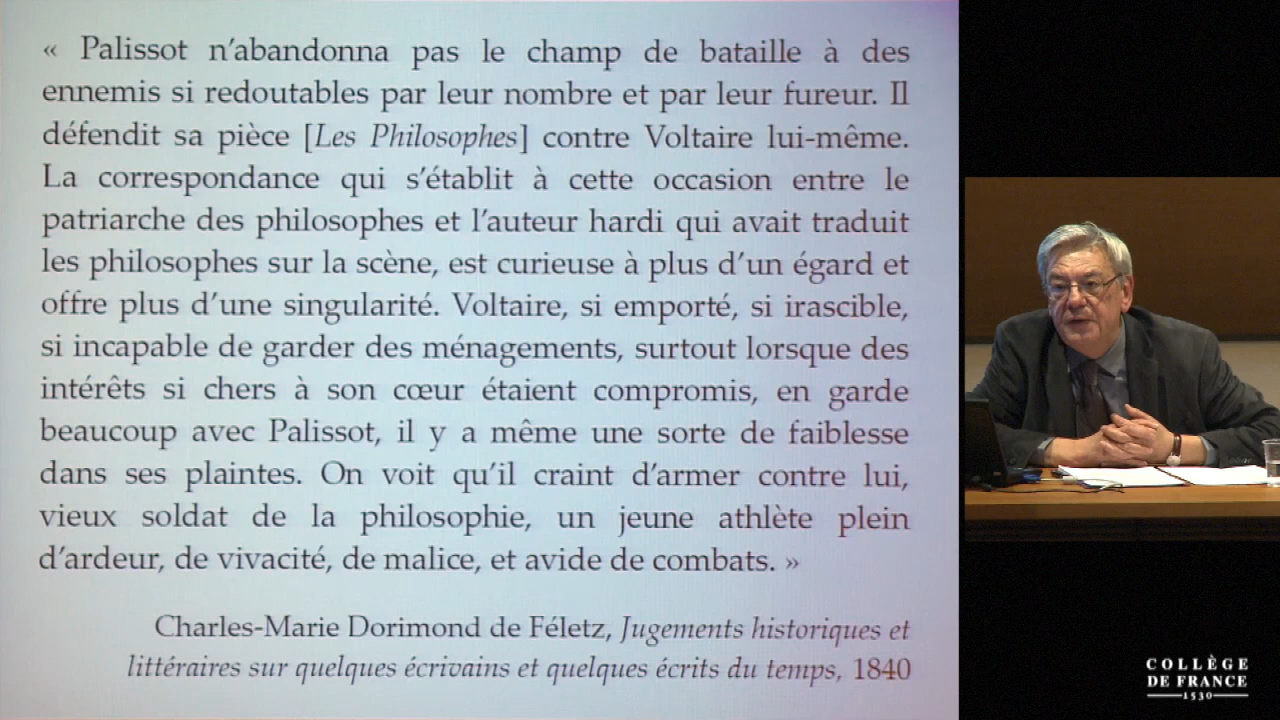 « Palissot n'abandonna pas le champ de bataille à des
ennemis si redoutables par leur nombre et par leur fureur. Il
défendit sa pièce [Les Philosophes] contre Voltaire lui-même.
La correspondance qui s'établit à cette occasion entre le
patriarche des philosophes et l'auteur hardi qui avait traduit
les philosophes sur la scène, est curieuse à plus d'un égard et
offre plus d'une singularité. Voltaire, si emporté, si irascible,
si incapable de garder des ménagements, surtout lorsque des
intérêts si chers à son cœur étaient compromis, en garde
beaucoup avec Palissot, il y a même une sorte de faiblesse
dans ses plaintes. On voit qu'il craint d'armer contre lui,
vieux soldat de la philosophie, un jeune athlète plein
d'ardeur, de vivacité, de malice, et avide de combats. »
Charles-Marie Dorimond de Féletz, Jugements historiques et
littéraires sur quelques écrivains et quelques écrits du temps, 1840
COLLÈGE
DE FRANCE
1530